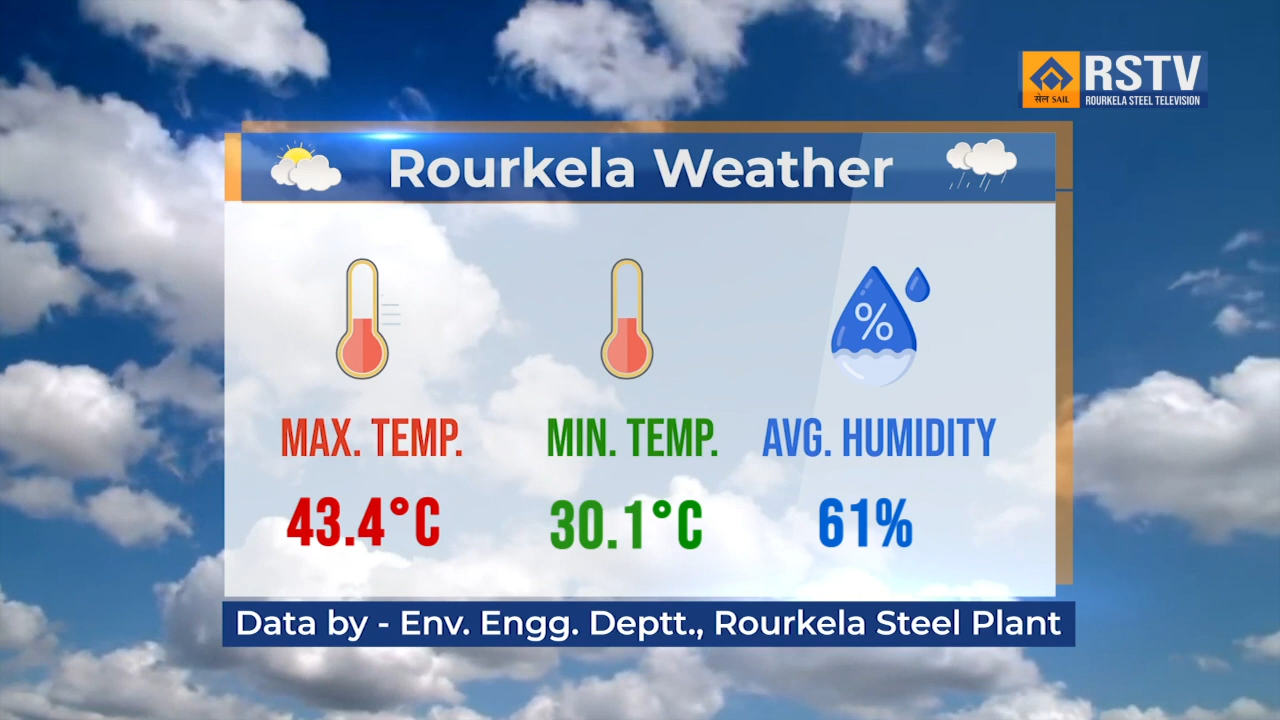 सेल SAIL
RSTV
ROURKELA STEEL TELEVISION
Rourkela Weather
%
MAX. TEMP.
MIN. TEMP.
AVG. HUMIDITY
43.4°C
30.1°C
61%
Data by - Env. Engg. Deptt., Rourkela Steel Plant